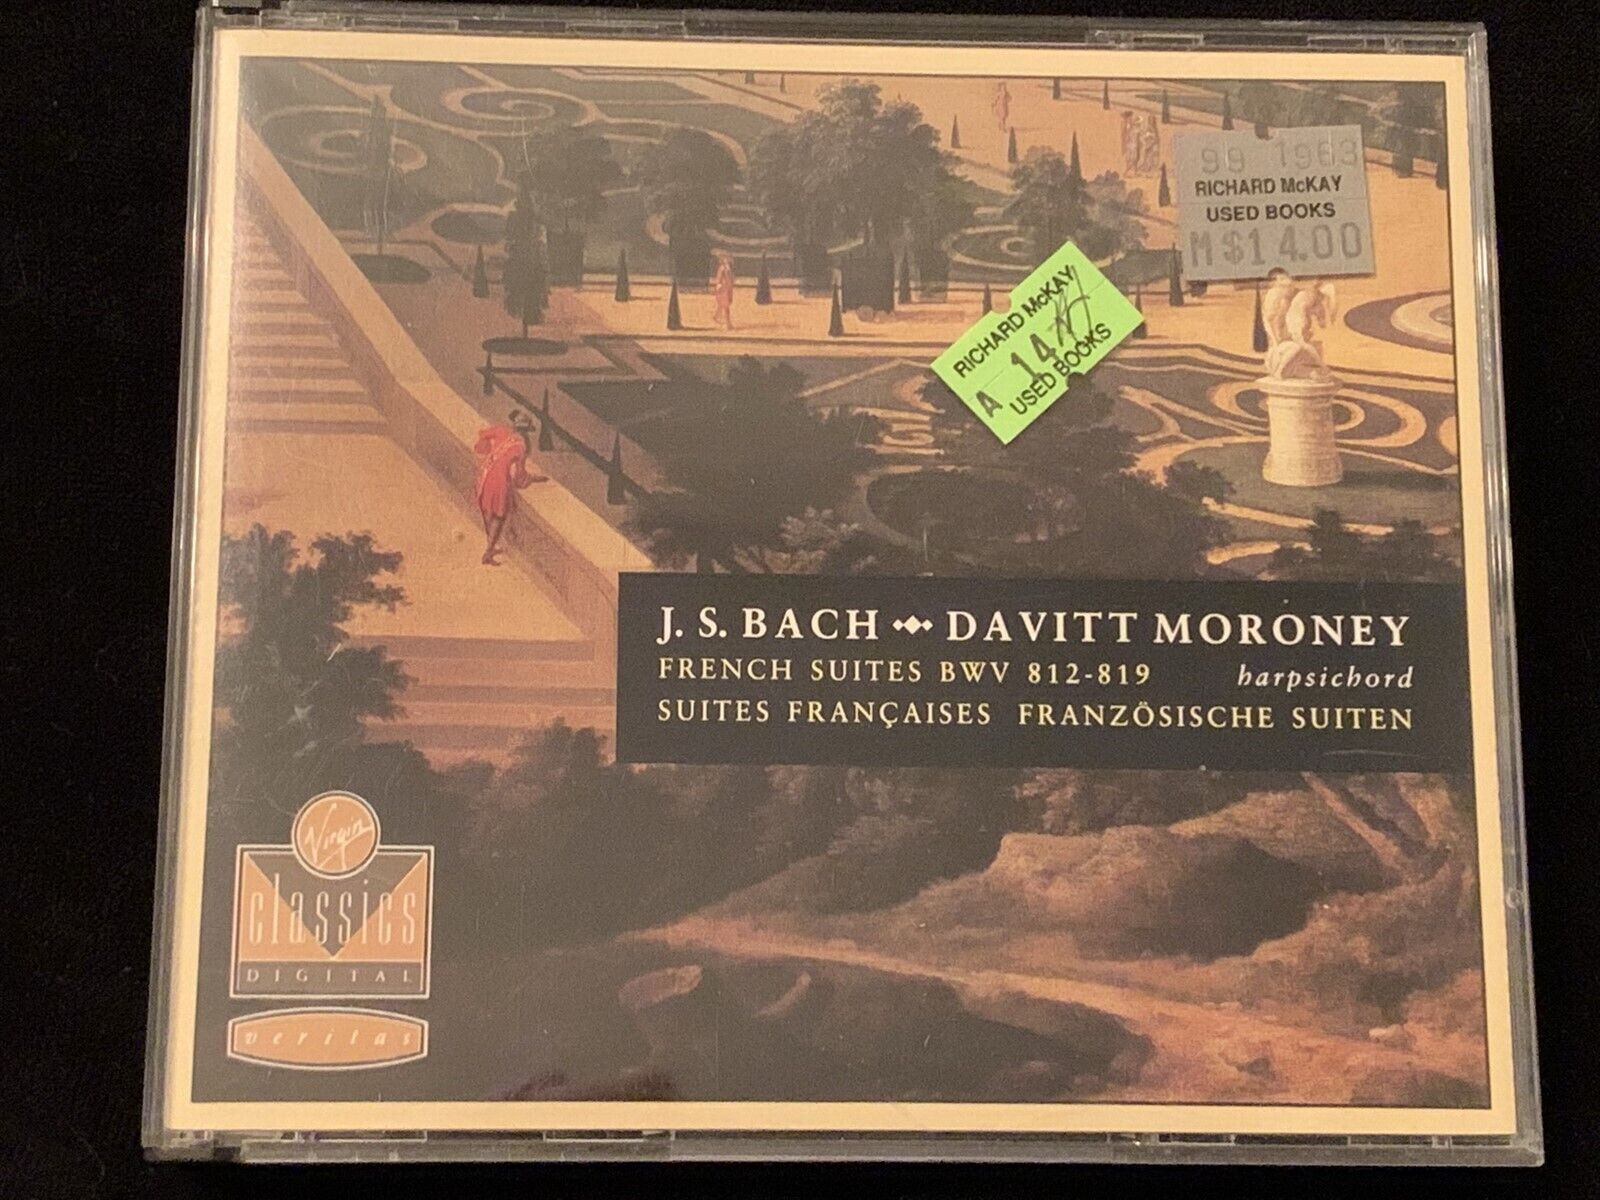 99 1963
RICHARD McKAY
USED BOOKS
M$14.00
RICHARD McKAY
A 14
USED BOOKS
J. S. BACH DAVITT MORONEY
FRENCH SUITES BWV 812-819 harpsichord
SUITES FRANÇAISES FRANZÖSISCHE SUITEN
Virgin
classics
DIGITAL
veritas